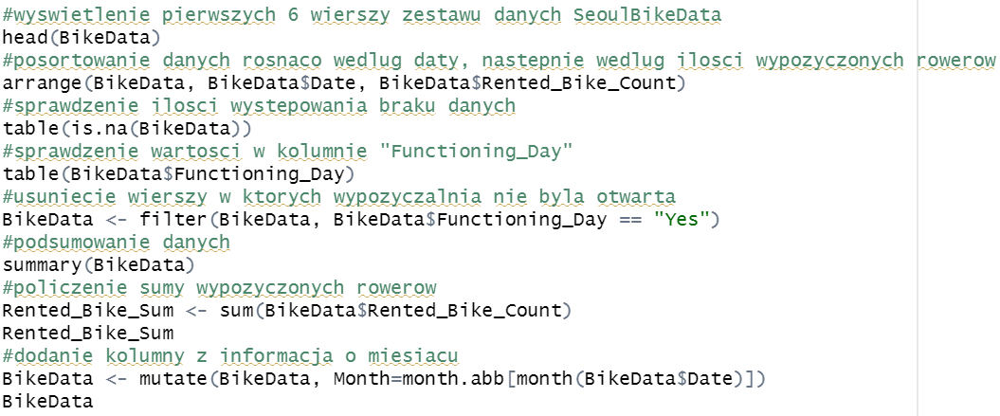 #wyswietlenie pierwszych 6 wierszy zestawu danych SeoulBikeData
head(BikeData)
#posortowanie danych rosnaco wedlug daty, nastepnie wedlug ilosci wypozyczonych rowerow
arrange(BikeData, BikeData$Date, BikeData$Rented_Bike_Count)
#sprawdzenie ilosci wystepowania braku danych
table(is.na(BikeData))
#sprawdzenie wartosci w kolumnie "Functioning_Day"
table(BikeData$Functioning_Day)
#usuniecie wierszy w ktorych wypozyczalnia nie byla otwarta
BikeData <- filter(BikeData, BikeData$Functioning_Day == "Yes")
#podsumowanie danych
summary(BikeData)
#policzenie sumy wypozyczonych rowerow
Rented_Bike_Sum <- sum(BikeData$Rented_Bike_Count)
Rented_Bike_Sum
#dodanie kolumny z informacja o miesiacu
BikeData <- mutate(BikeData, Month=month.abb[month(BikeData$Date)])
BikeData